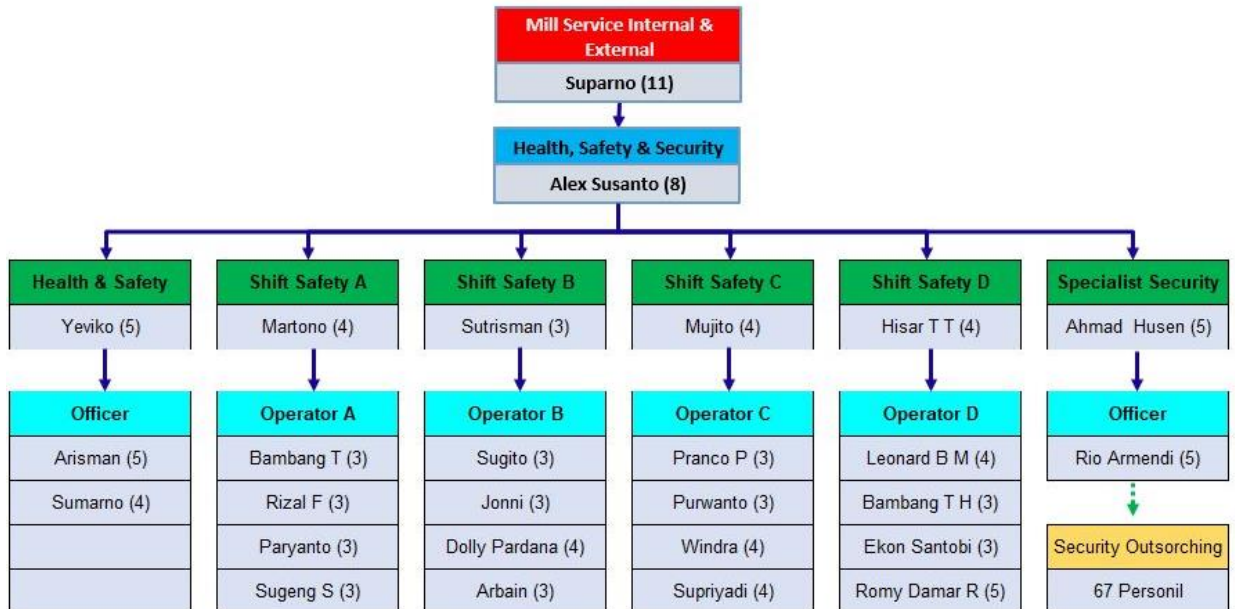 Mill Service Internal &
External
Suparno (11)
Health, Safety & Security
Alex Susanto (8)
Health & Safety
Yeviko (5)
Officer
Arisman (5)
Sumarno (4)
Shift Safety A
Martono (4)
Operator A
Bambang T (3)
Rizal F (3)
Paryanto (3)
Sugeng S (3)
Shift Safety B
Sutrisman (3)
Operator B
Sugito (3)
Jonni (3)
Dolly Pardana (4)
Arbain (3)
Shift Safety C
Mujito (4)
Operator C
Pranco P (3)
Purwanto (3)
Windra (4)
Supriyadi (4)
Shift Safety D
Hisar T T (4)
Operator D
Leonard B M (4)
Bambang T H (3)
Ekon Santobi (3)
Romy Damar R (5)
Specialist Security
Ahmad Husen (5)
Officer
Rio Armendi (5)
Security Outsorching
67 Personil